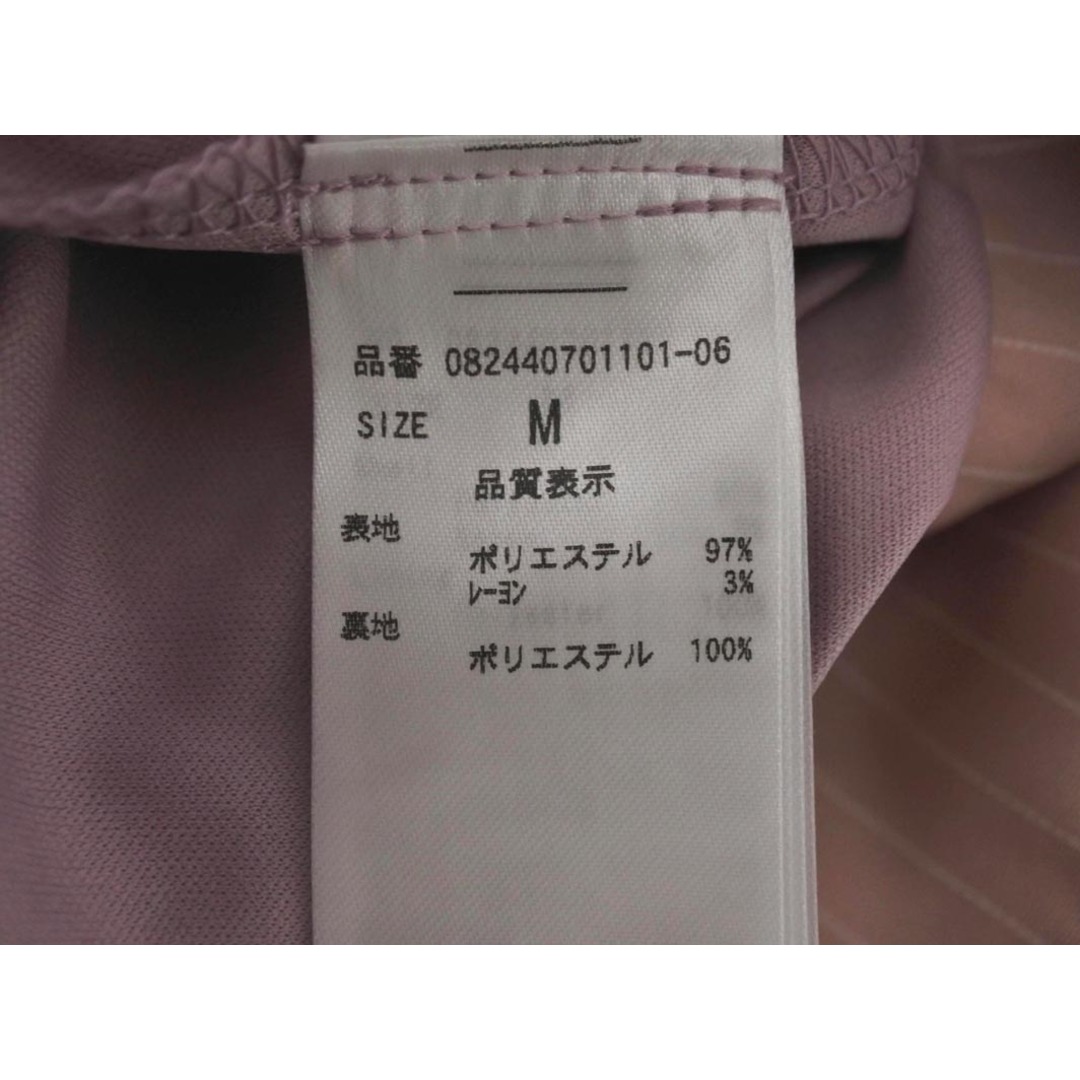 品番 082440701101-06
SIZE M
品質表示
表地
ポリエステル 97%
ﾚｰﾖﾝ 3%
裏地
ポリエステル 100%